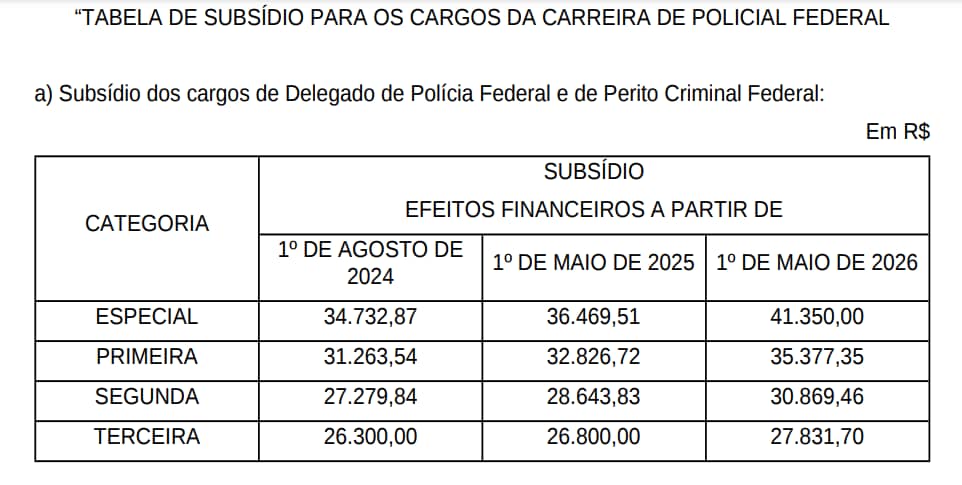 “TABELA DE SUBSÍDIO PARA OS CARGOS DA CARREIRA DE POLICIAL FEDERAL
a) Subsídio dos cargos de Delegado de Polícia Federal e de Perito Criminal Federal:
Em R$
CATEGORIA
SUBSÍDIO
EFEITOS FINANCEIROS A PARTIR DE
1º DE AGOSTO DE
2024
1º DE MAIO DE 2025
1º DE MAIO DE 2026
ESPECIAL 34.732,87 36.469,51 41.350,00
PRIMEIRA 31.263,54 32.826,72 35.377,35
SEGUNDA 27.279,84 28.643,83 30.869,46
TERCEIRA 26.300,00 26.800,00 27.831,70